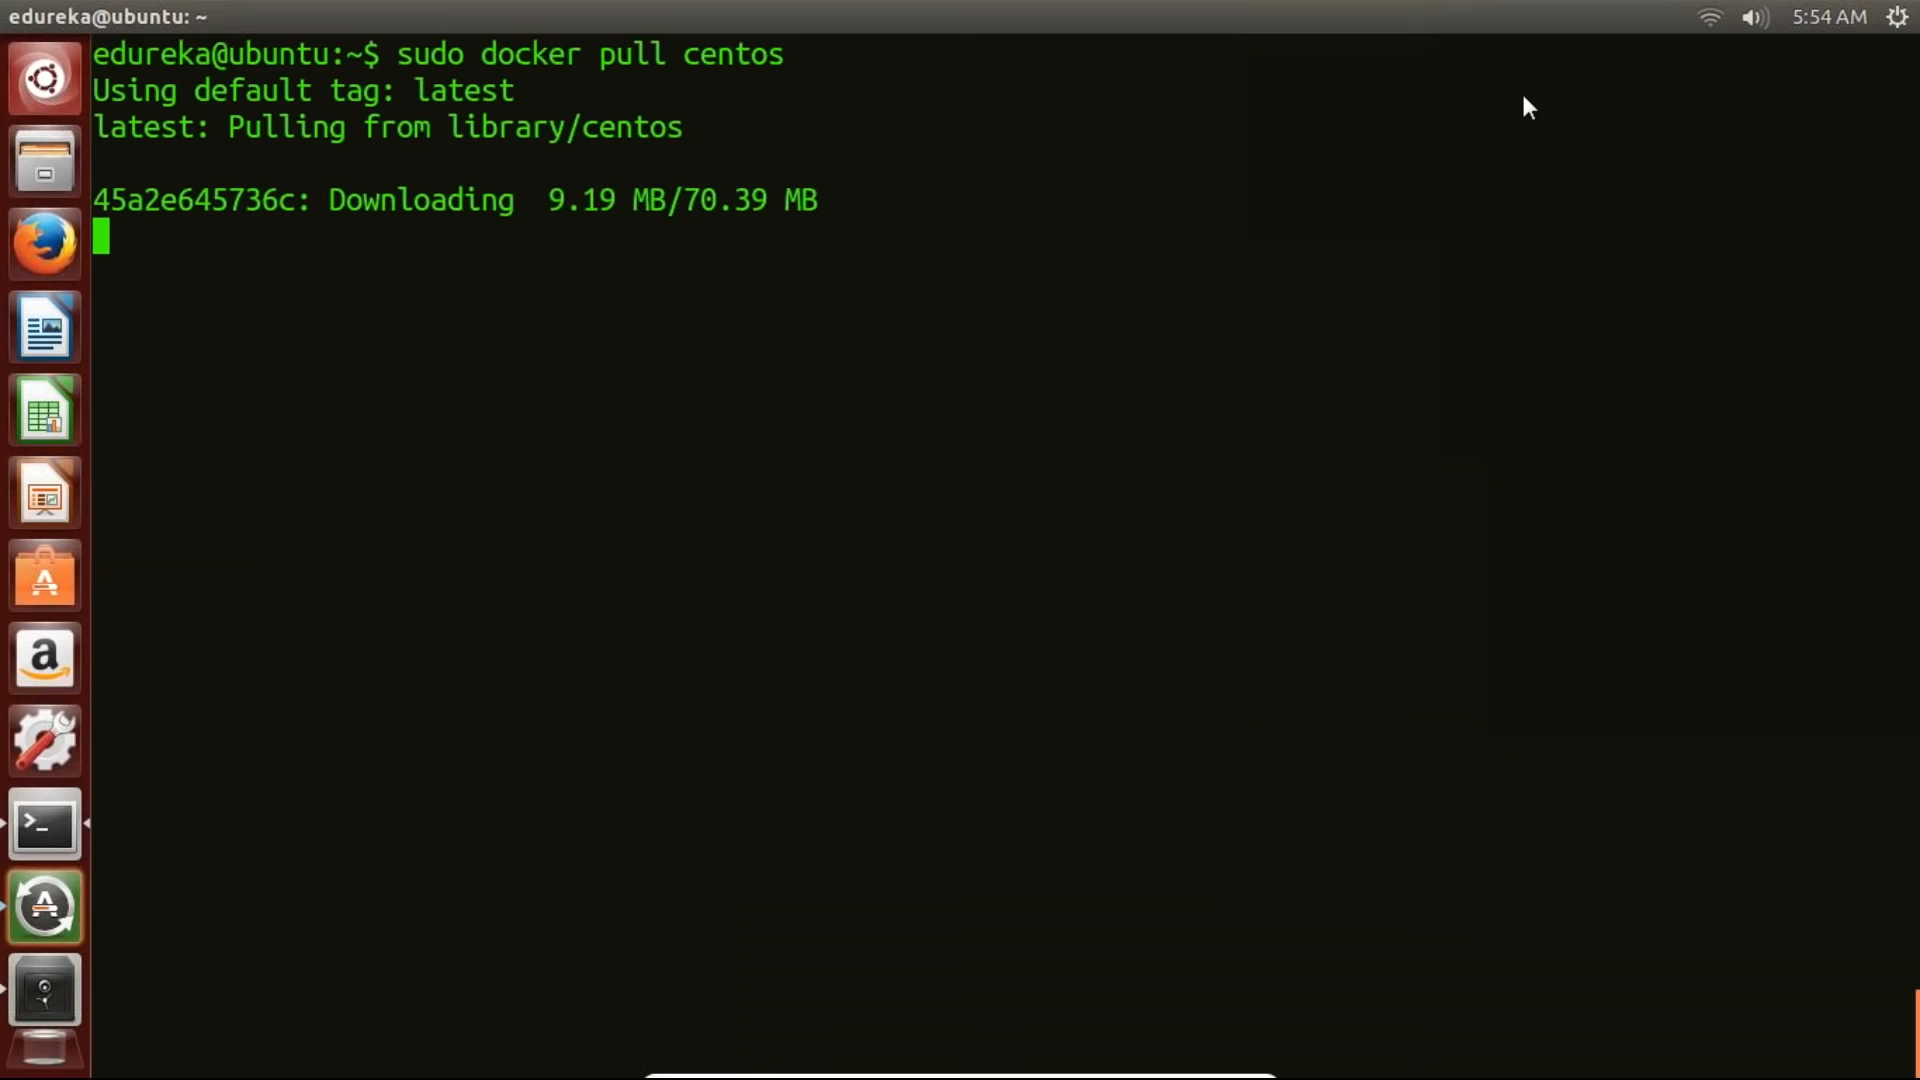 edureka@ubuntu: ~
5:54 AM
edureka@ubuntu:~$ sudo docker pull centos
Using default tag: latest
latest: Pulling from library/centos
45a2e645736c: Downloading  9.19 MB/70.39 MB